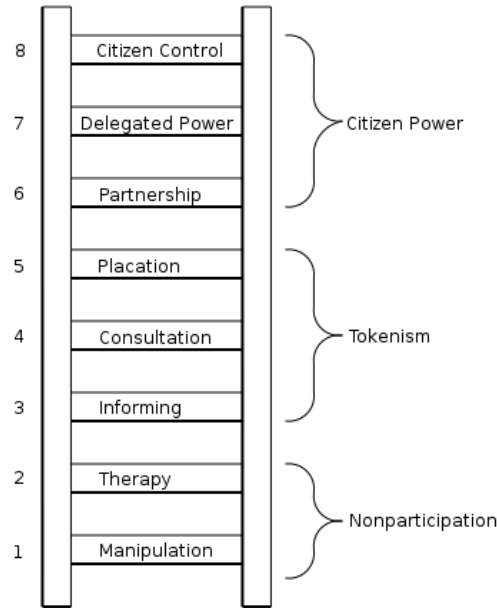 8 Citizen Control
7 Delegated Power
Citizen Power
6 Partnership
5 Placation
4 Consultation
Tokenism
3 Informing
2 Therapy
Nonparticipation
1 Manipulation